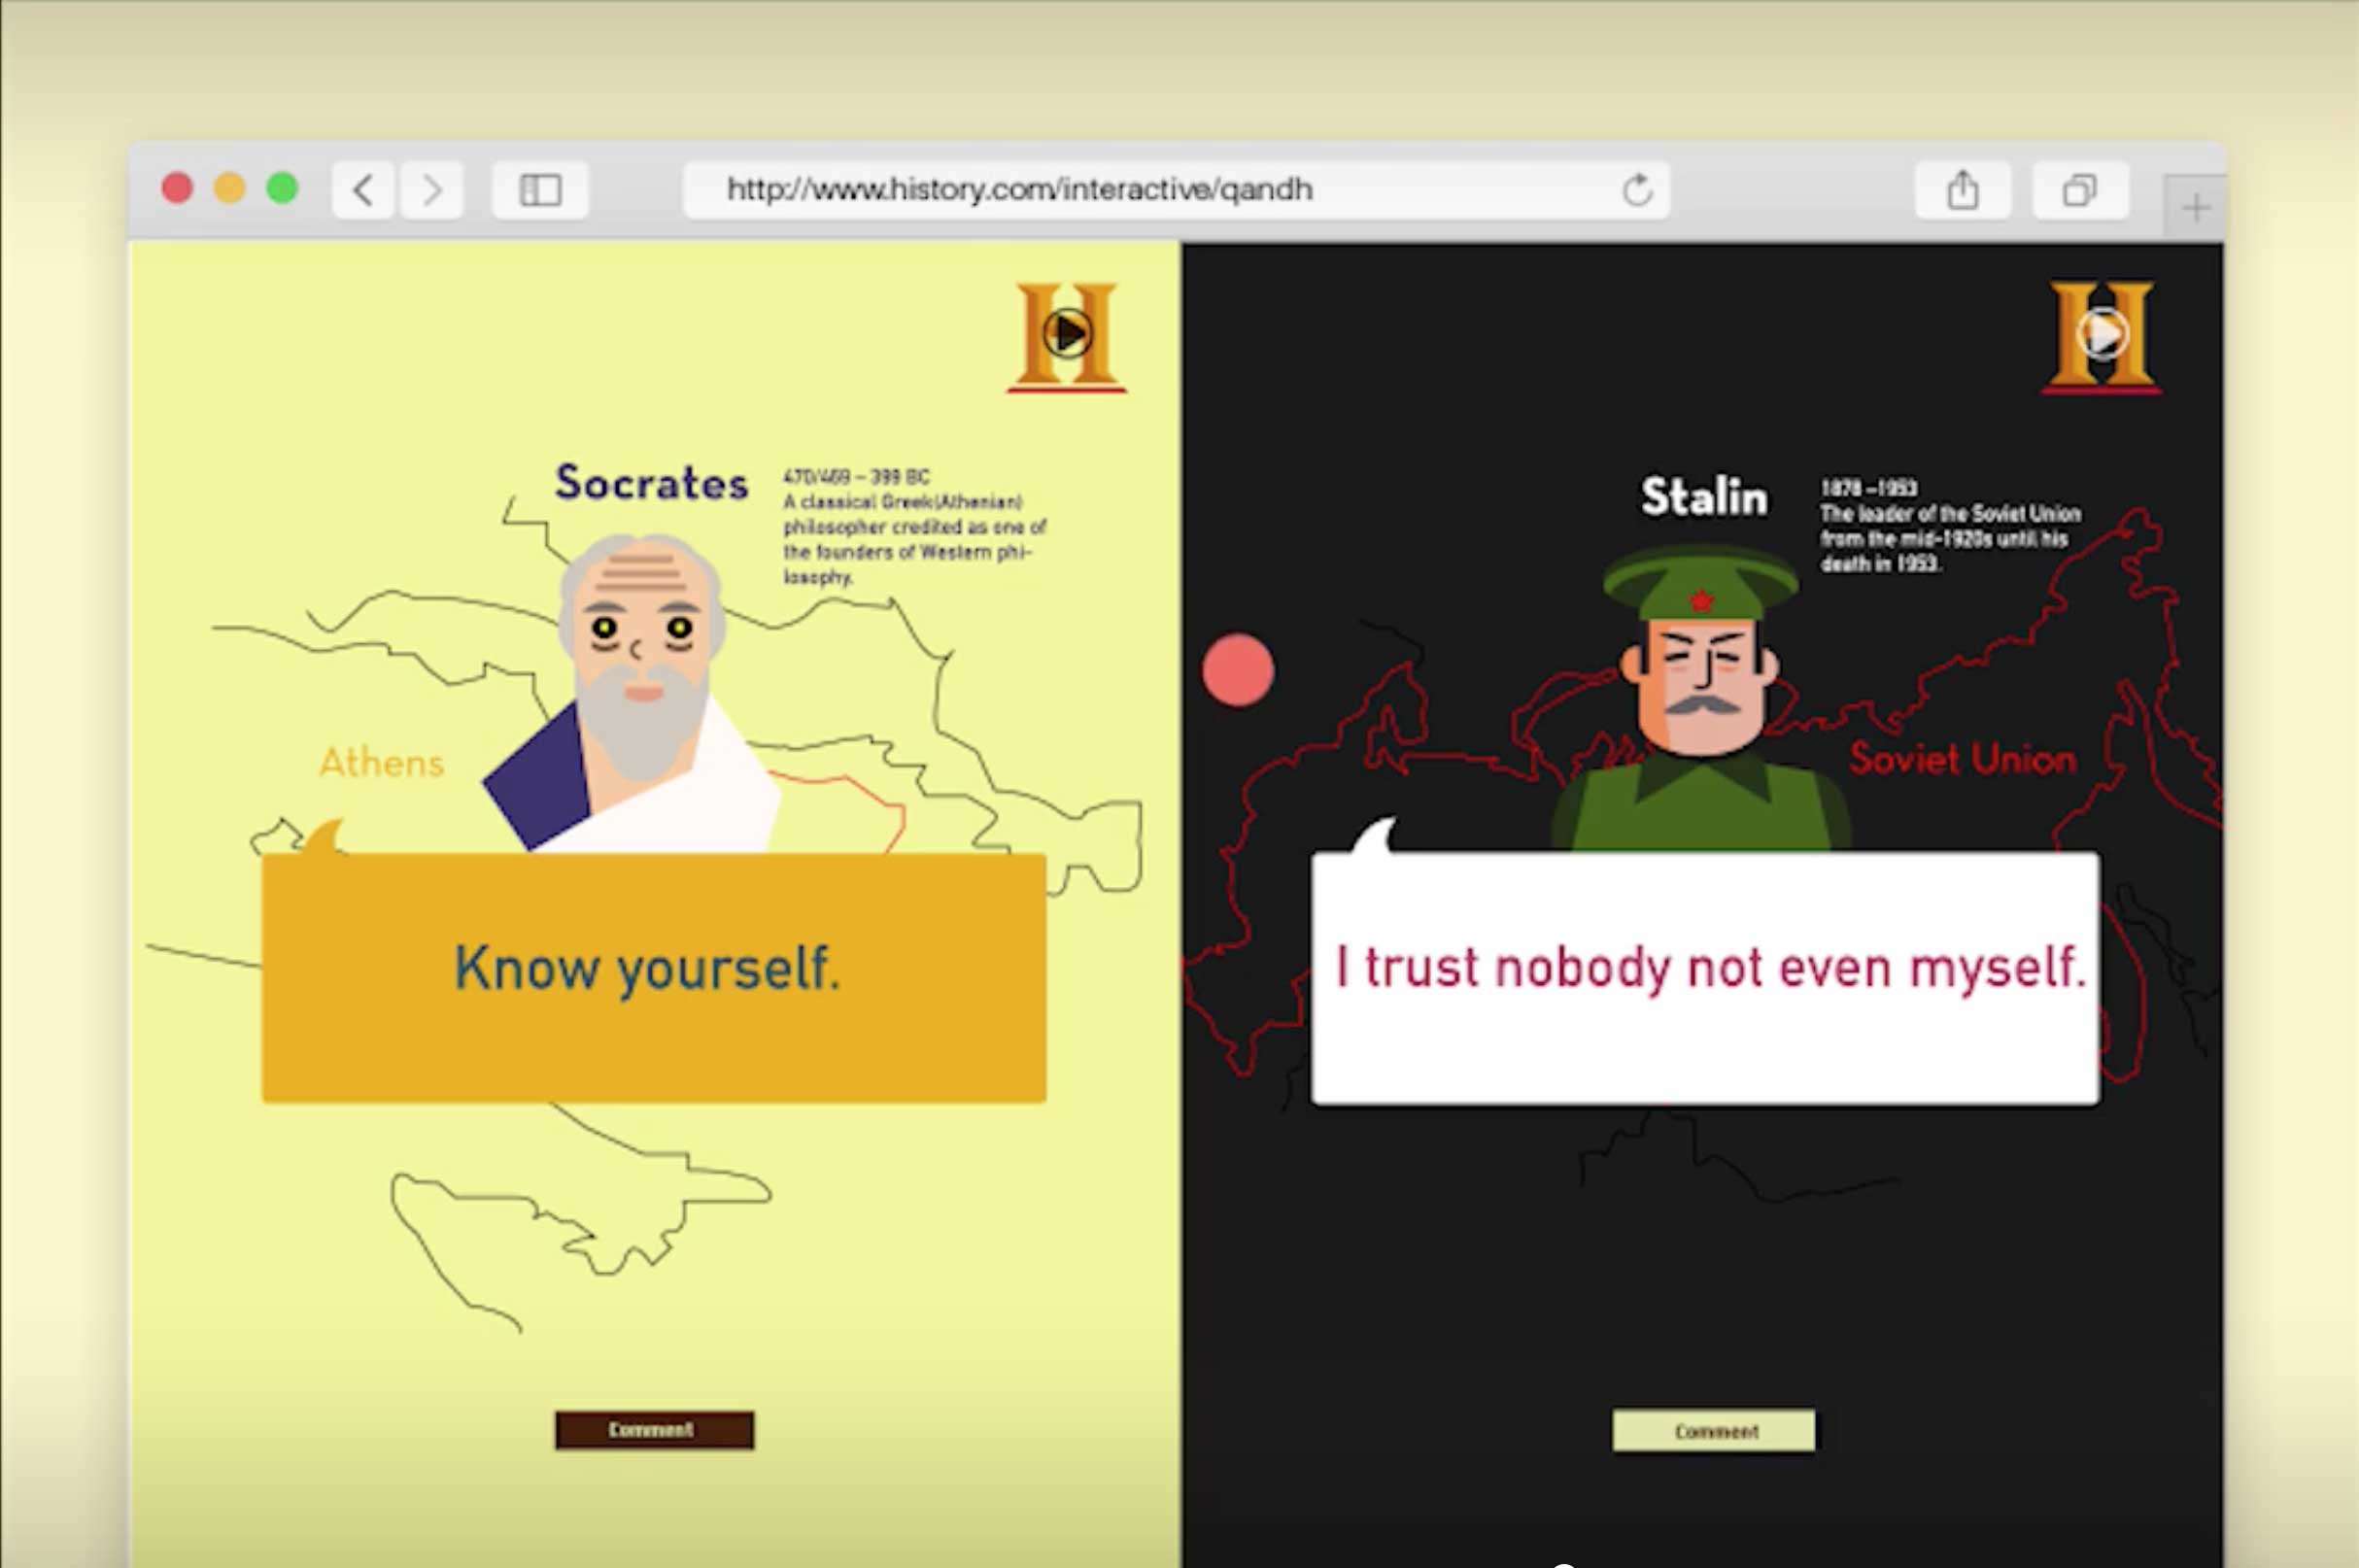 http://www.history.com/interactive/qandh
H
Socrates
470/469 – 399 BC
A classical Greek(Athenian)
philosopher credited as one of
the founders of Western phi-
losophy.
Athens
Know yourself.
Comment
H
Stalin
1878 –1953
The leader of the Soviet Union
from the mid-1920s until his
death in 1953.
Soviet Union
I trust nobody not even myself.
Comment